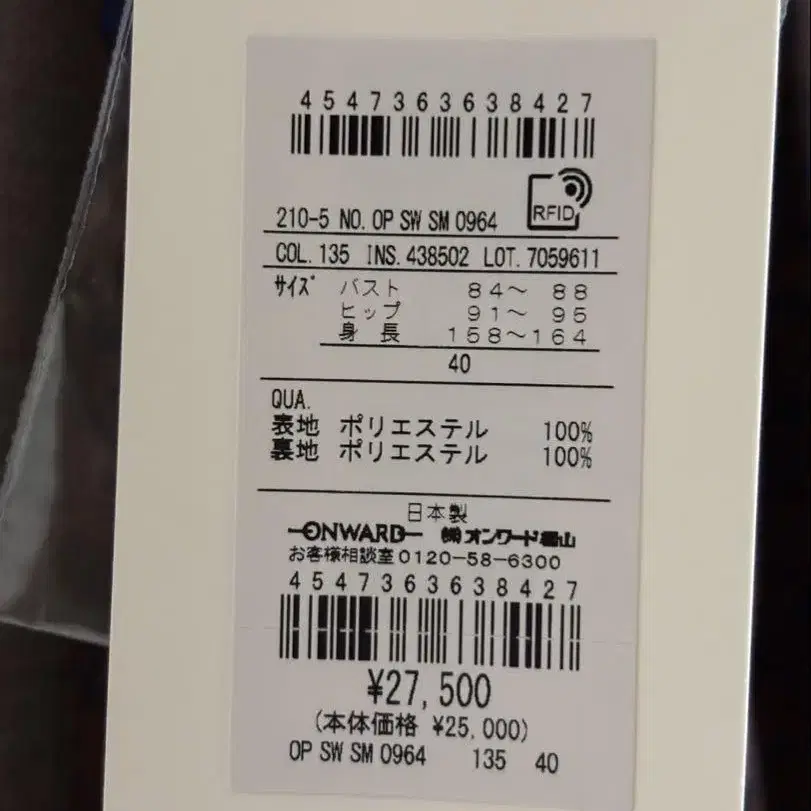 4547363638427
RFID
210-5 NO. OP SW SM 0964
COL. 135 INS. 438502 LOT. 7059611
サイズ バスト 84～ 88
ヒップ 91～ 95
身 長 158～164
40
QUA.
表地 ポリエステル 100%
裏地 ポリエステル 100%
日本製
ONWARD ㈱オンワード樫山
お客様相談室0120-58-6300
4547363638427
¥27,500
(本体価格 ¥25,000)
OP SW SM 0964 135 40